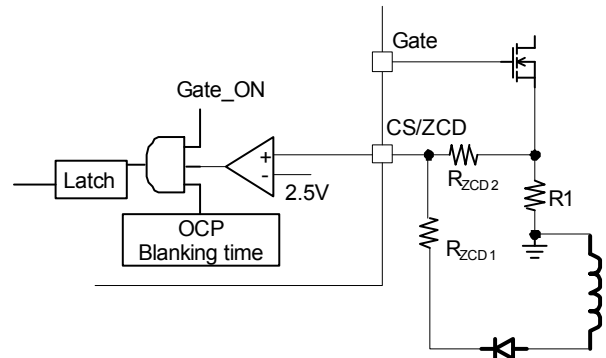 Gate
Gate_ON
CS/ZCD
+
-
2.5V
Latch
RZCD2
R1
OCP
Blanking time
RZCD1